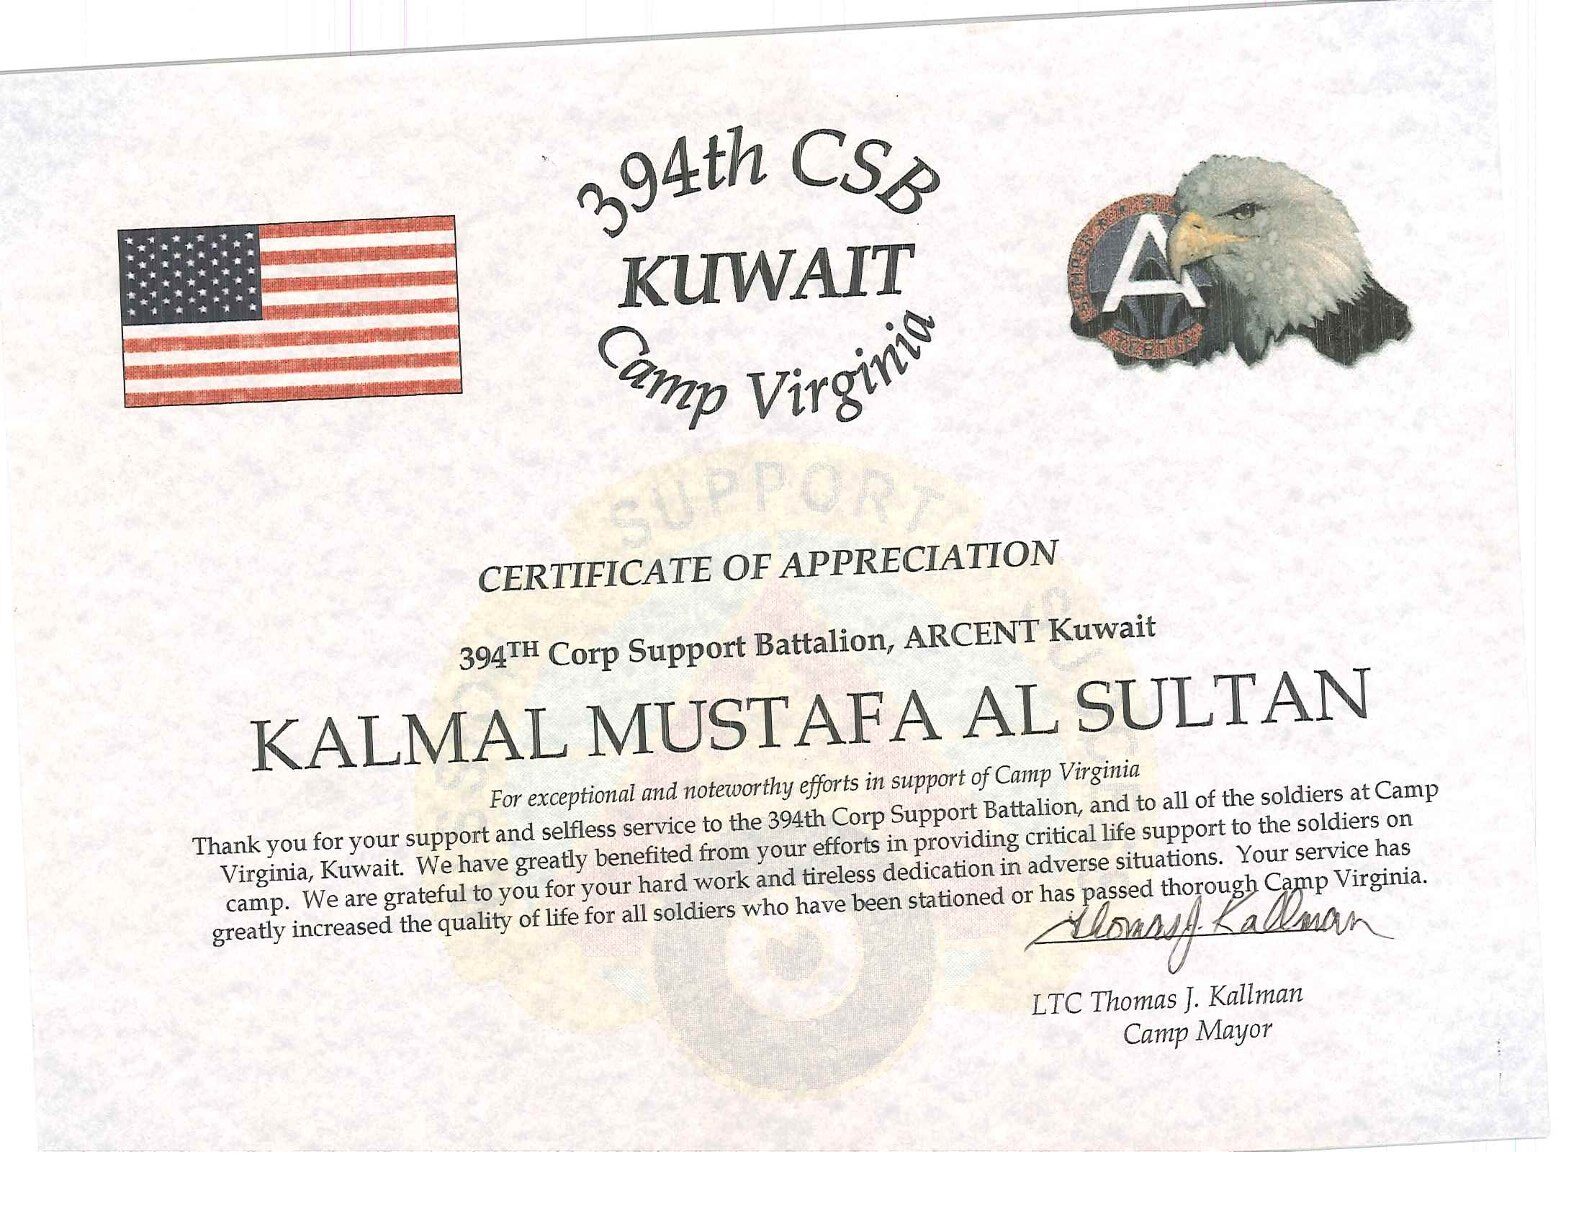 394th CSB
KUWAIT
Camp Virginia
A
SUPPORT
CERTIFICATE OF APPRECIATION
394TH Corp Support Battalion, ARCENT Kuwait
KALMAL MUSTAFA AL SULTAN
For exceptional and noteworthy efforts in support of Camp Virginia
Thank you for your support and selfless service to the 394th Corp Support Battalion, and to all of the soldiers at Camp
Virginia, Kuwait. We have greatly benefited from your efforts in providing critical life support to the soldiers on
camp. We are grateful to you for your hard work and tireless dedication in adverse situations. Your service has
greatly increased the quality of life for all soldiers who have been stationed or has passed thorough Camp Virginia.
Thomas J. Kallman
LTC Thomas J. Kallman
Camp Mayor